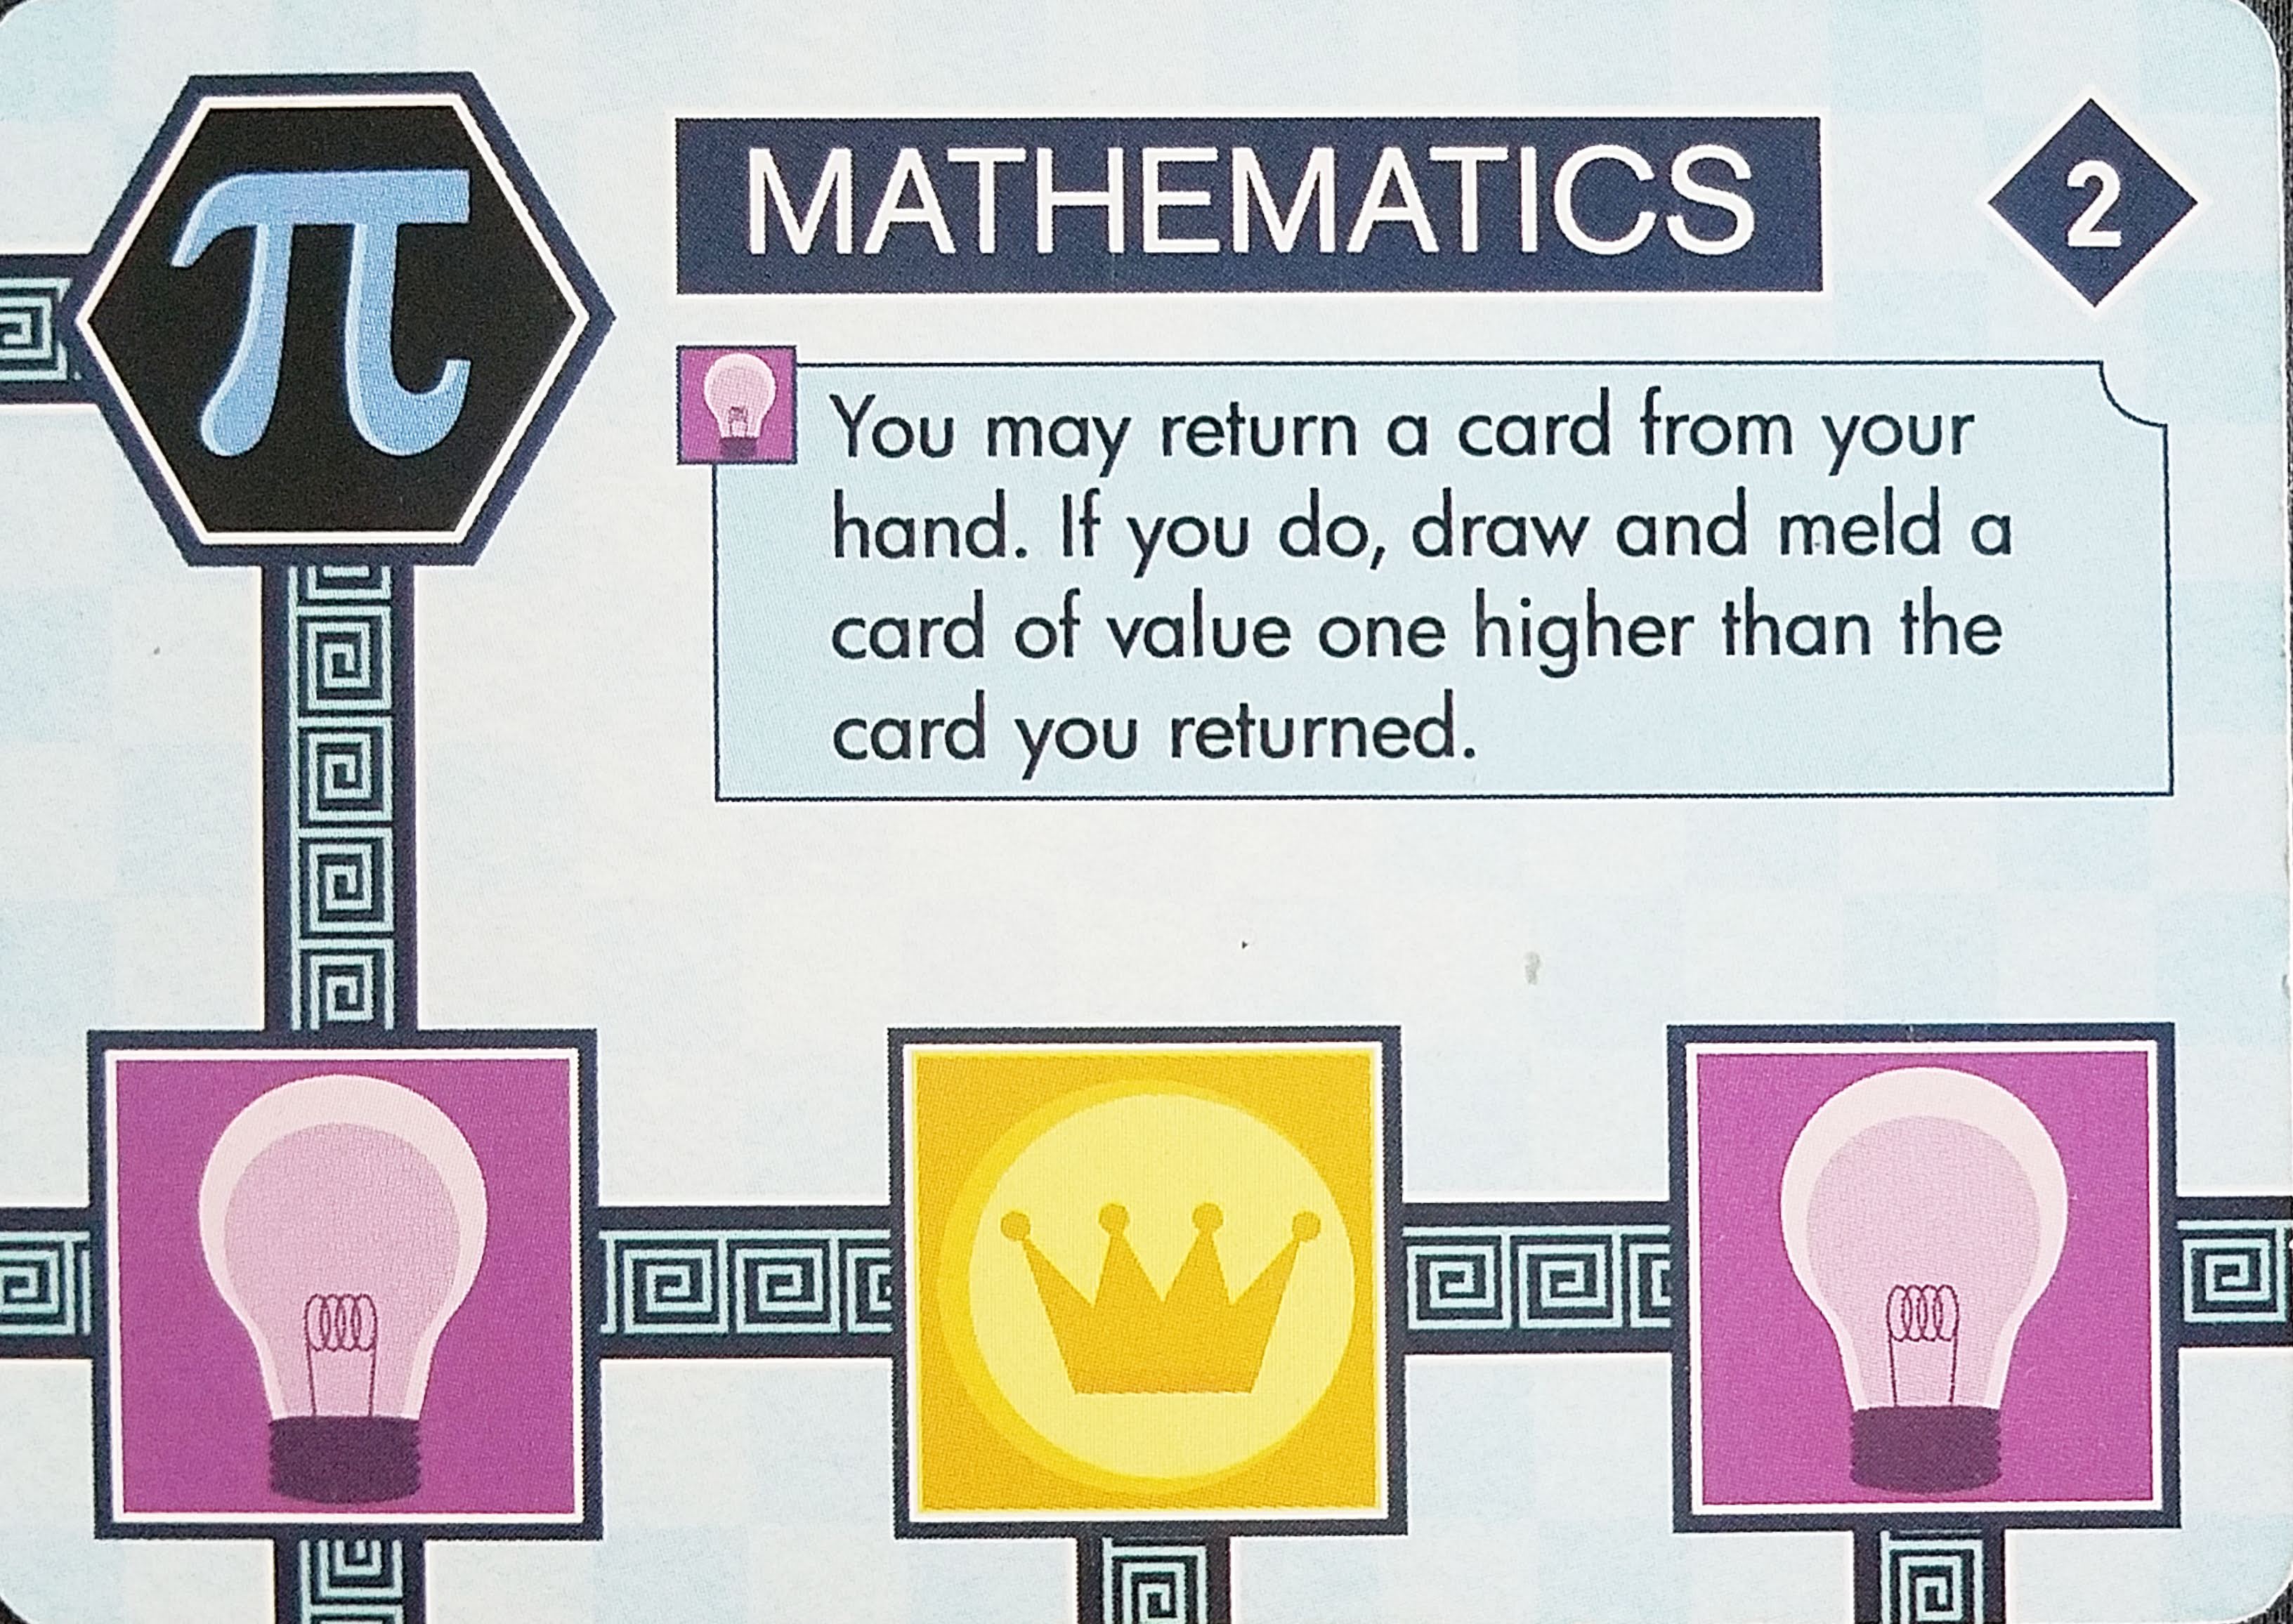 π
MATHEMATICS
2
You may return a card from your
hand. If you do, draw and meld a
card of value one higher than the
card you returned.